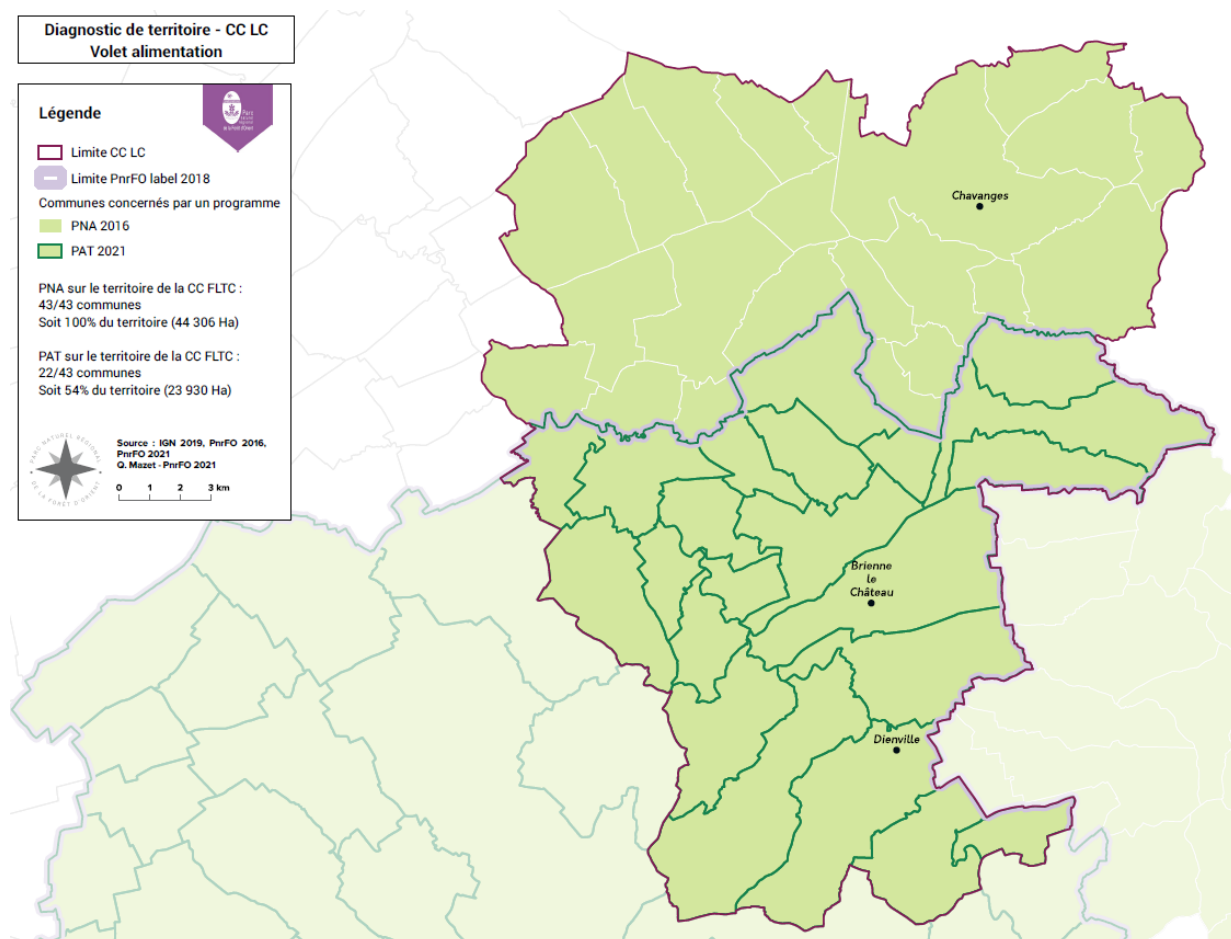 Diagnostic de territoire - CC LC
Volet alimentation
Légende
Parc
Limite CC LC
Limite PnrFO label 2018
Communes concernés par un programme
PNA 2016
PAT 2021
PNA sur le territoire de la CC FLTC :
43/43 communes
Soit 100% du territoire (44 306 Ha)
PAT sur le territoire de la CC FLTC :
22/43 communes
Soit 54% du territoire (23 930 Ha)
PARC NATUREL RÉGIONAL
DE LA FORÊT D'ORIENT
Source : IGN 2019, PnrFO 2016,
PnrFO 2021
Q. Mazet - PnrFO 2021
0 1 2 3 km
Chavanges
Brienne
le
Château
Dienville